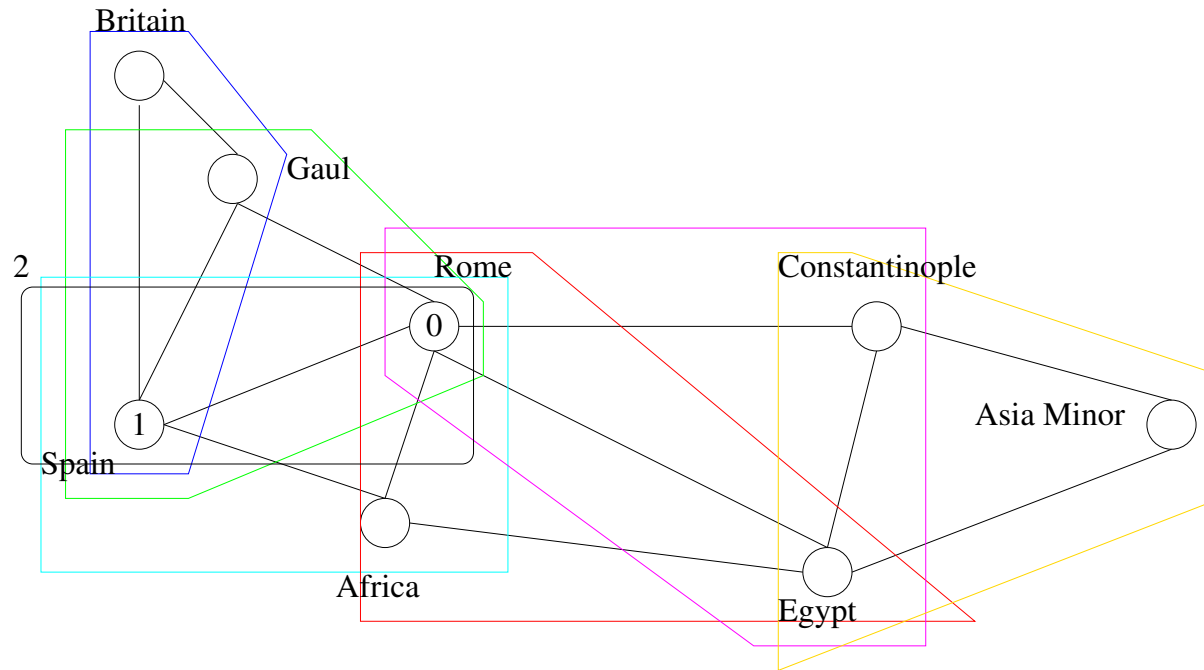 Britain
Gaul
2
Rome
Constantinople
0
Asia Minor
1
Spain
Africa
Egypt